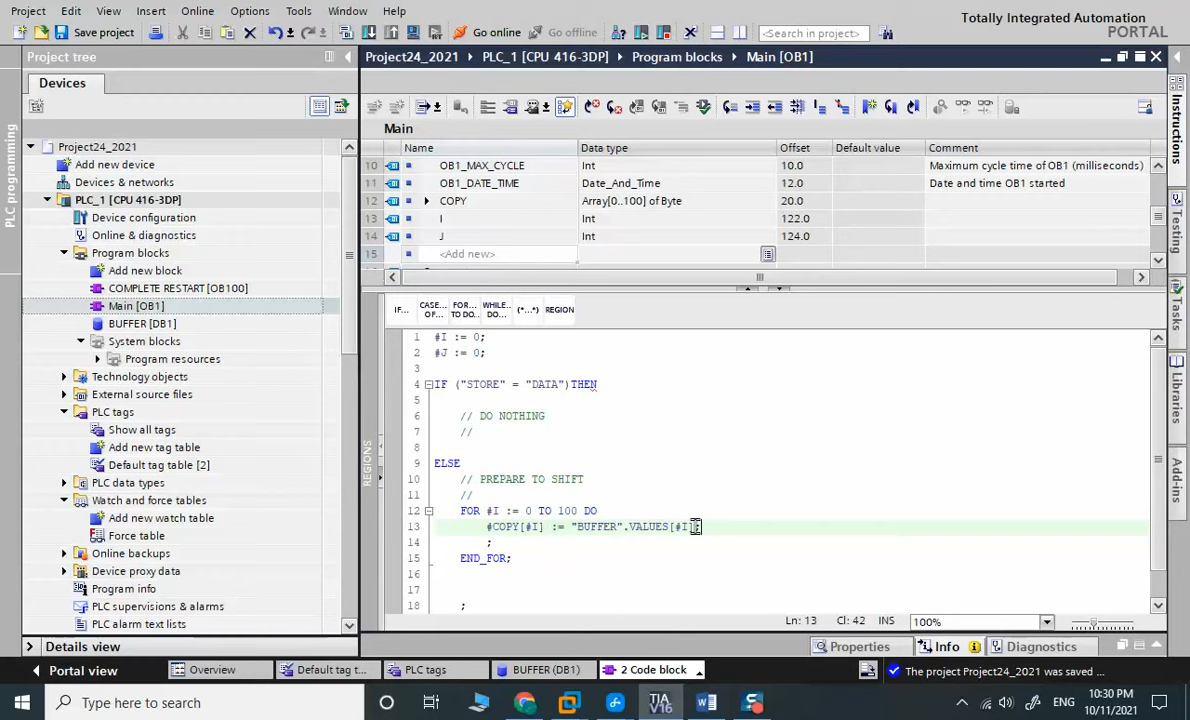 Project Edit View Insert Online Options Tools Window Help
Totally Integrated Automation
PORTAL
Save project
Go online
Go offline
<Search in project>
Project tree
Project24_2021 PLC_1 [CPU 416-3DP] Program blocks Main [OB1]
Devices
PLC programming
Main
Name Data type Offset Default value Comment
10 OB1_MAX_CYCLE Int 10.0 Maximum cycle time of OB1 (milliseconds)
11 OB1_DATE_TIME Date_And_Time 12.0 Date and time OB1 started
12 COPY Array[0..100] of Byte 20.0
13 I Int 122.0
14 J Int 124.0
15 <Add new>
Project24_2021
Add new device
Devices & networks
PLC_1 [CPU 416-3DP]
Device configuration
Online & diagnostics
Program blocks
Add new block
COMPLETE RESTART [OB100]
Main [OB1]
BUFFER [DB1]
System blocks
Program resources
Technology objects
External source files
PLC tags
Show all tags
Add new tag table
Default tag table [2]
PLC data types
Watch and force tables
Add new watch table
Force table
Online backups
Device proxy data
Program info
PLC supervisions & alarms
PLC alarm text lists
Details view
IF... CASE... OF... FOR... TO DO... WHILE... DO... (*...*) REGION
REGIONS
1 #I := 0;
2 #J := 0;
3
4 IF ("STORE" = "DATA")THEN
5
6 // DO NOTHING
7 //
8
9 ELSE
10 // PREPARE TO SHIFT
11 //
12 FOR #I := 0 TO 100 DO
13 #COPY[#I] := "BUFFER".VALUES[#I];
14 ;
15 END_FOR;
16
17
18 ;
Ln: 13 Cl: 42 INS 100%
Properties Info Diagnostics
Instructions
Testing
Tasks
Libraries
Add-ins
Portal view Overview Default tag t... PLC tags BUFFER (DB1) 2 Code block The project Project24_2021 was saved ...
Type here to search
TIA
V16
ENG
10:30 PM
10/11/2021